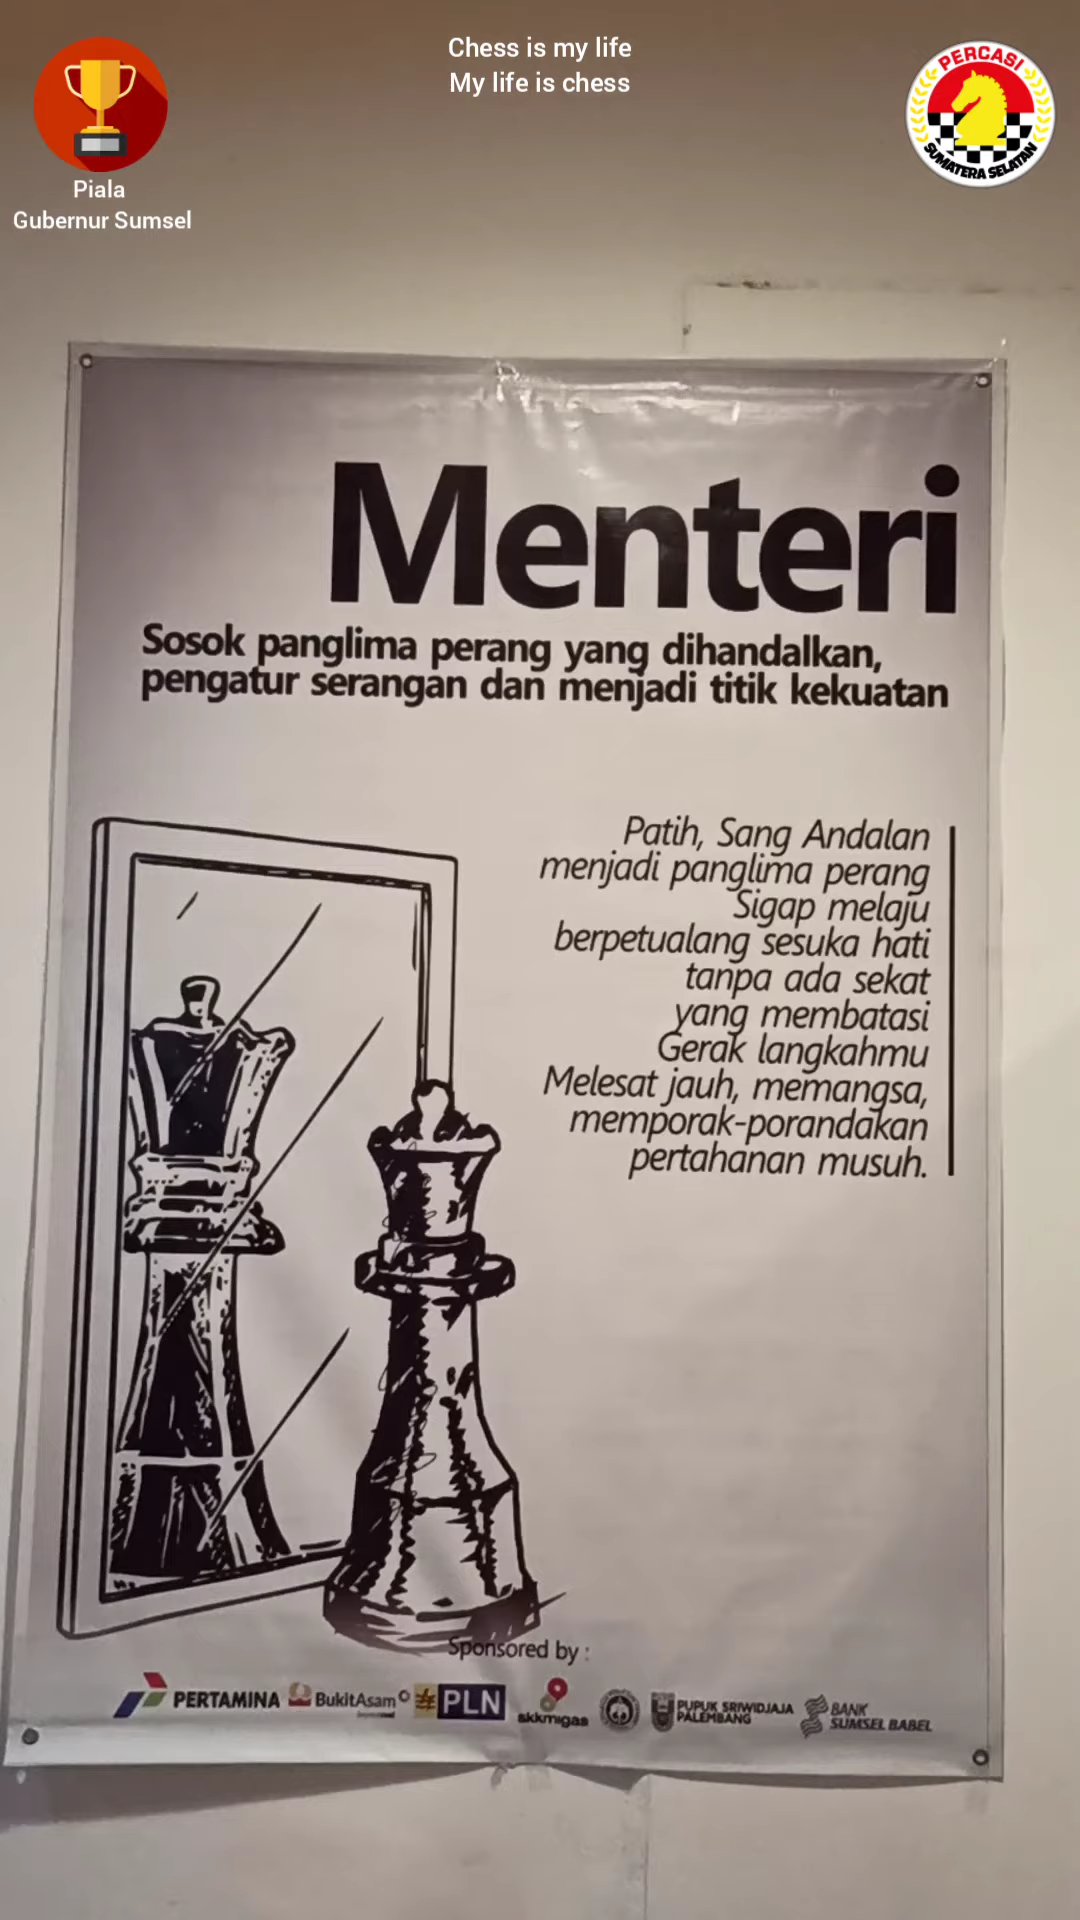 Chess is my life
My life is chess
Piala
Gubernur Sumsel
PERCASI
SUMATERA SELATAN
Menteri
Sosok panglima perang yang dihandalkan,
pengatur serangan dan menjadi titik kekuatan
Patih, Sang Andalan
menjadi panglima perang
Sigap melaju
berpetualang sesuka hati
tanpa ada sekat
yang membatasi
Gerak langkahmu
Melesat jauh, memangsa,
memporak-porandakan
pertahanan musuh.
Sponsored by :
PERTAMINA
BukitAsam
PLN
skkmigas
PUPUK SRIWIDJAJA
PALEMBANG
BANK
SUMSEL BABEL